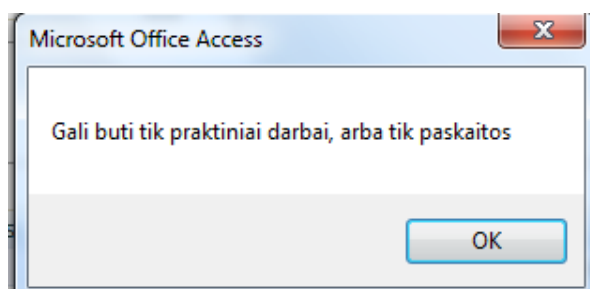 Microsoft Office Access
Gali buti tik praktiniai darbai, arba tik paskaitos
OK